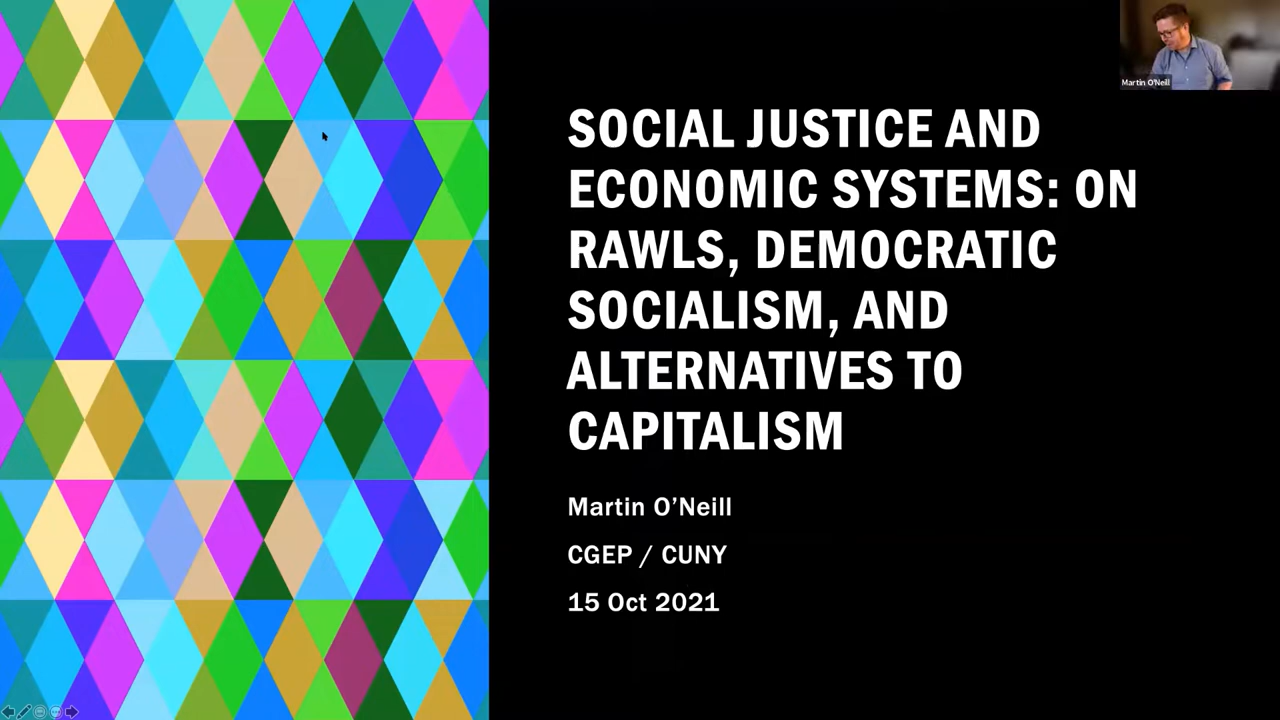 Martin O'Neill
SOCIAL JUSTICE AND
ECONOMIC SYSTEMS: ON
RAWLS, DEMOCRATIC
SOCIALISM, AND
ALTERNATIVES TO
CAPITALISM
Martin O’Neill
CGEP / CUNY
15 Oct 2021